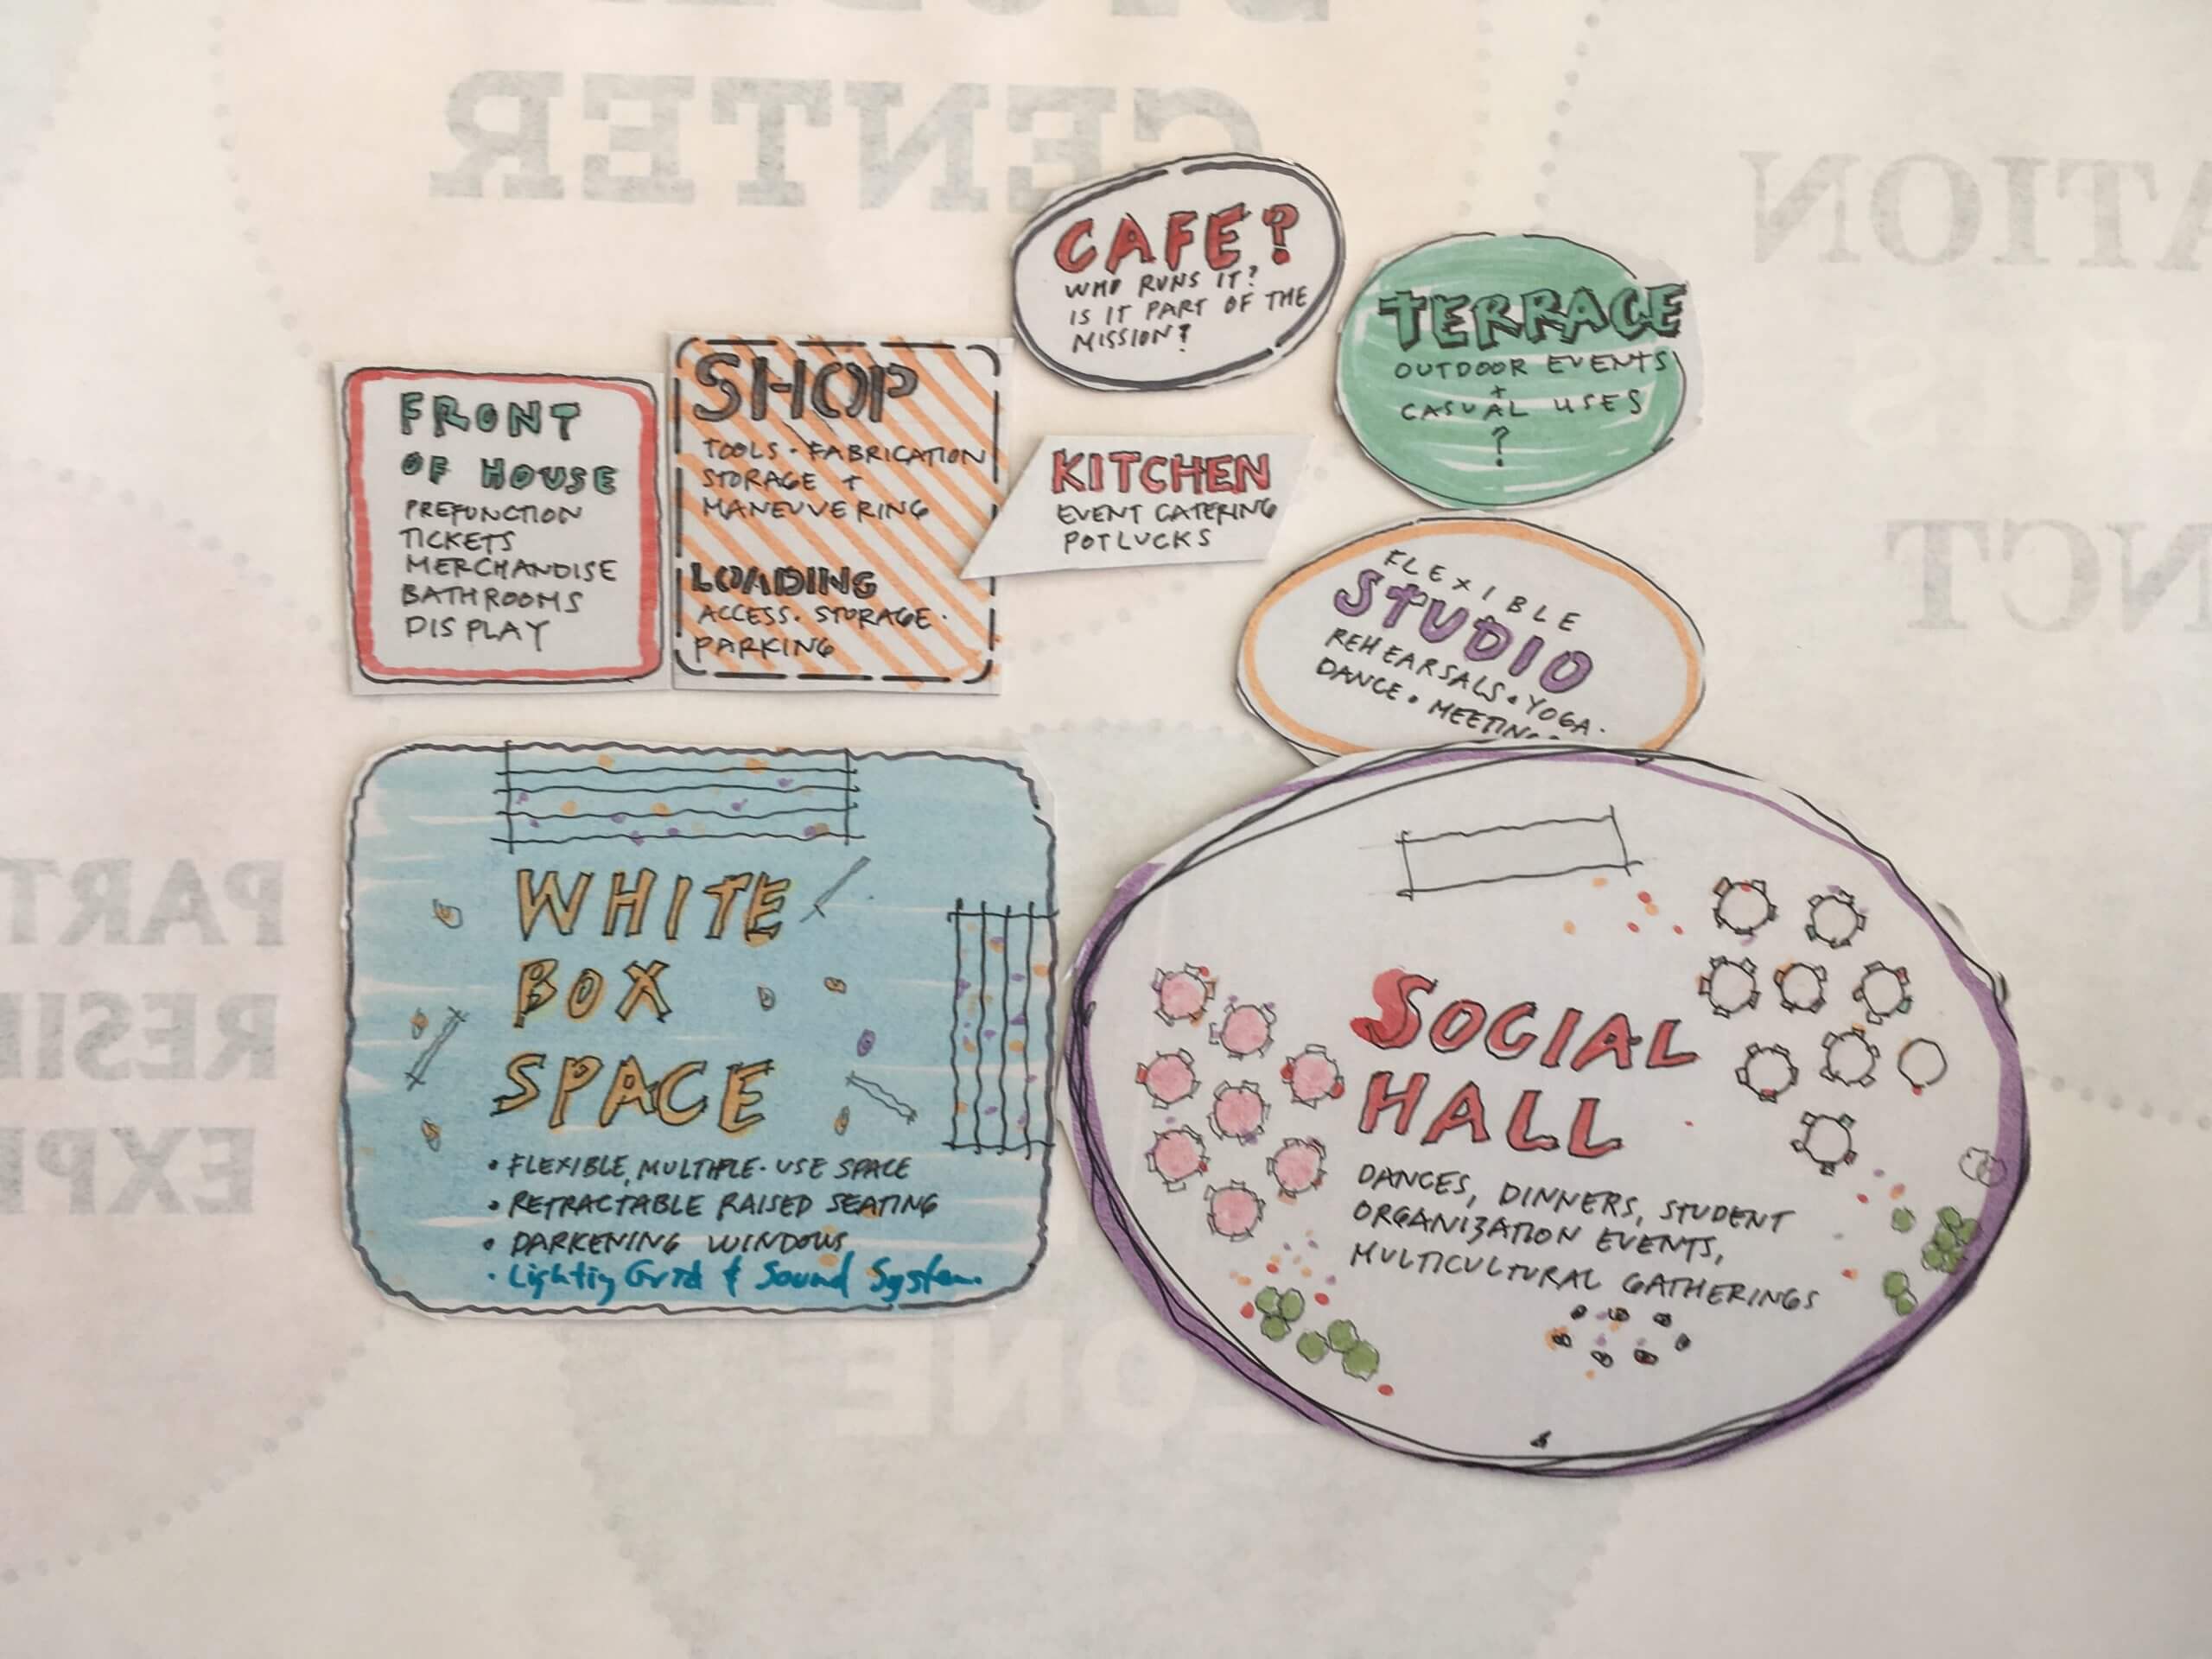 CENTER
ATION
NCT
PART
RESI
EXP
ONE
CAFE?
WHO RUNS IT?
IS IT PART OF THE
MISSION?
TERRACE
OUTDOOR EVENTS
+
CASUAL USES
?
FRONT
OF HOUSE
PREFUNCTION
TICKETS
MERCHANDISE
BATHROOMS
DISPLAY
SHOP
TOOLS · FABRICATION
STORAGE +
MANEUVERING
LOADING
ACCESS. STORAGE.
PARKING
KITCHEN
EVENT CATERING
POTLUCKS
FLEXIBLE
STUDIO
REHEARSALS · YOGA ·
DANCE · MEETING
WHITE
BOX
SPACE
• FLEXIBLE, MULTIPLE-USE SPACE
• RETRACTABLE RAISED SEATING
• DARKENING WINDOWS
• Lighting Grid & Sound System
SOCIAL
HALL
DANCES, DINNERS, STUDENT
ORGANIZATION EVENTS,
MULTICULTURAL GATHERINGS